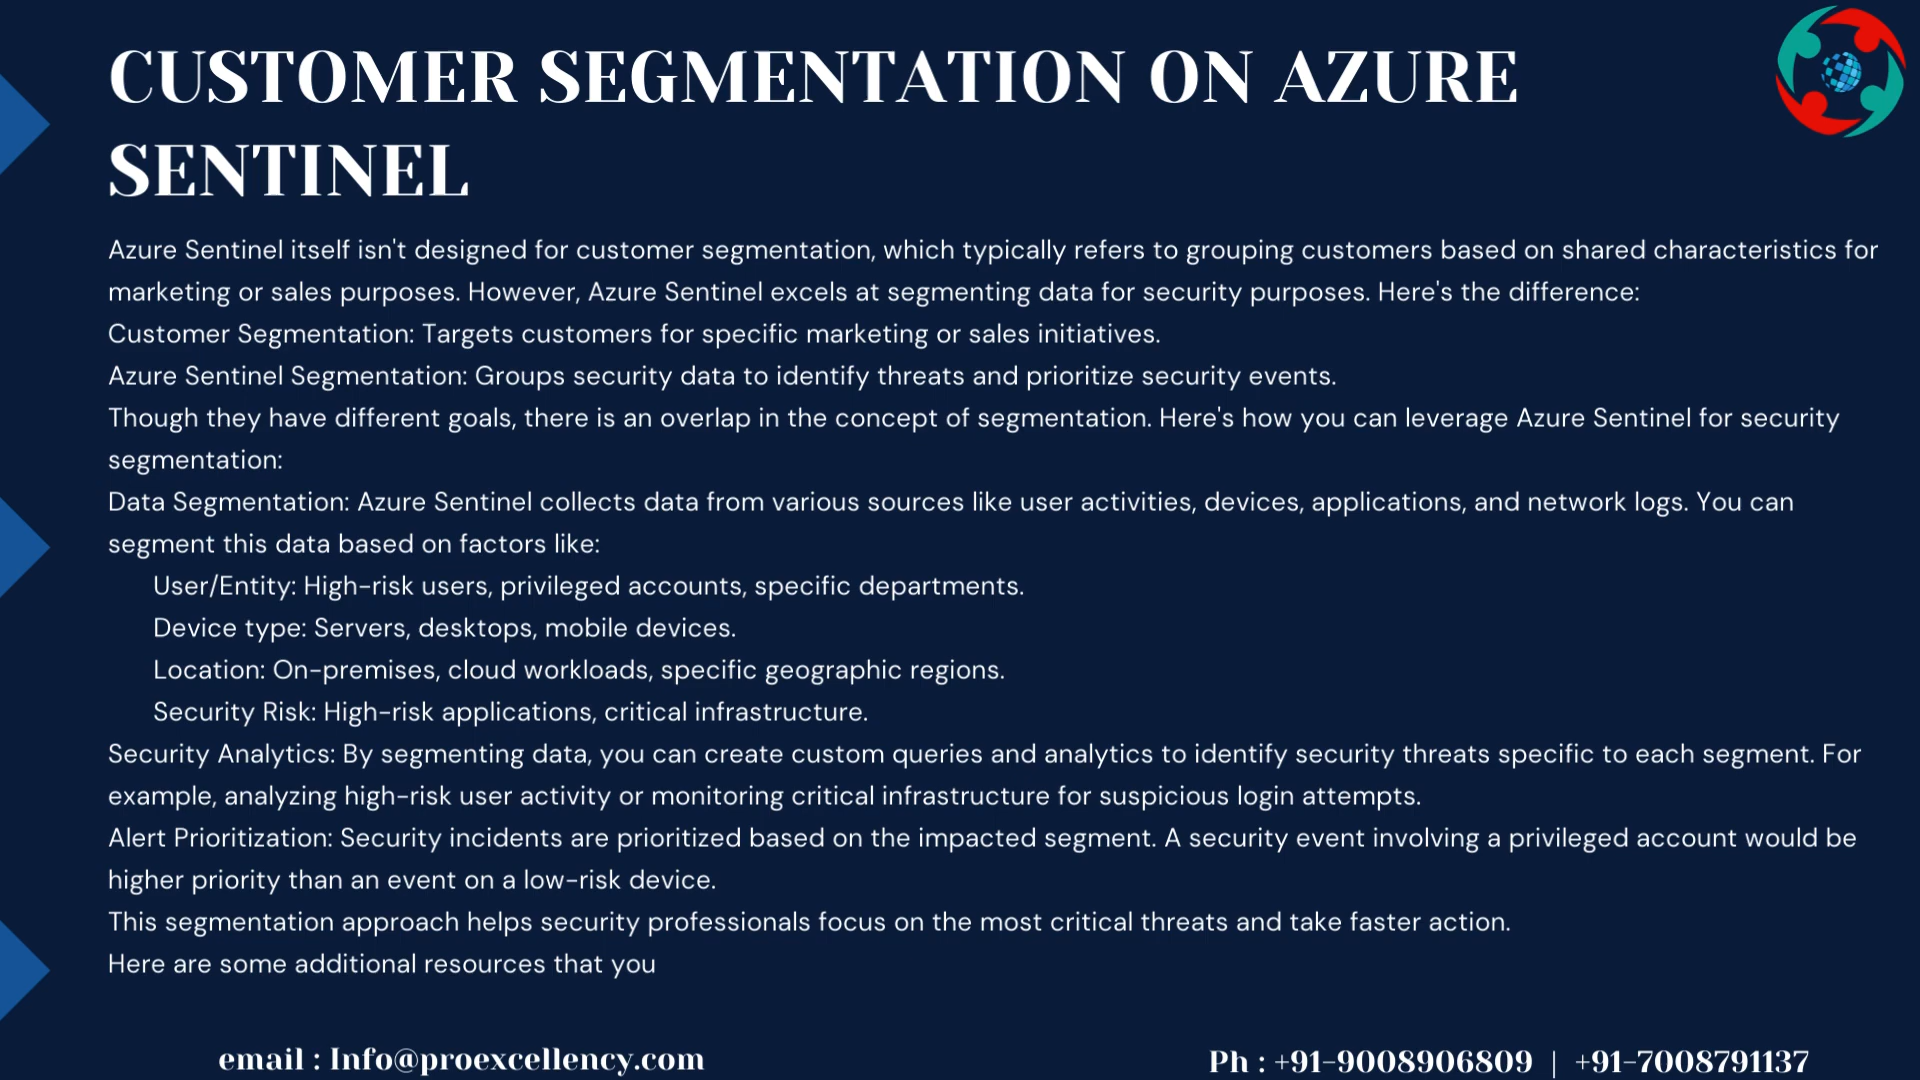 CUSTOMER SEGMENTATION ON AZURE
SENTINEL
Azure Sentinel itself isn't designed for customer segmentation, which typically refers to grouping customers based on shared characteristics for
marketing or sales purposes. However, Azure Sentinel excels at segmenting data for security purposes. Here's the difference:
Customer Segmentation: Targets customers for specific marketing or sales initiatives.
Azure Sentinel Segmentation: Groups security data to identify threats and prioritize security events.
Though they have different goals, there is an overlap in the concept of segmentation. Here's how you can leverage Azure Sentinel for security
segmentation:
Data Segmentation: Azure Sentinel collects data from various sources like user activities, devices, applications, and network logs. You can
segment this data based on factors like:
User/Entity: High-risk users, privileged accounts, specific departments.
Device type: Servers, desktops, mobile devices.
Location: On-premises, cloud workloads, specific geographic regions.
Security Risk: High-risk applications, critical infrastructure.
Security Analytics: By segmenting data, you can create custom queries and analytics to identify security threats specific to each segment. For
example, analyzing high-risk user activity or monitoring critical infrastructure for suspicious login attempts.
Alert Prioritization: Security incidents are prioritized based on the impacted segment. A security event involving a privileged account would be
higher priority than an event on a low-risk device.
This segmentation approach helps security professionals focus on the most critical threats and take faster action.
Here are some additional resources that you
email : Info@proexcellency.com
Ph : +91-9008906809 | +91-7008791137